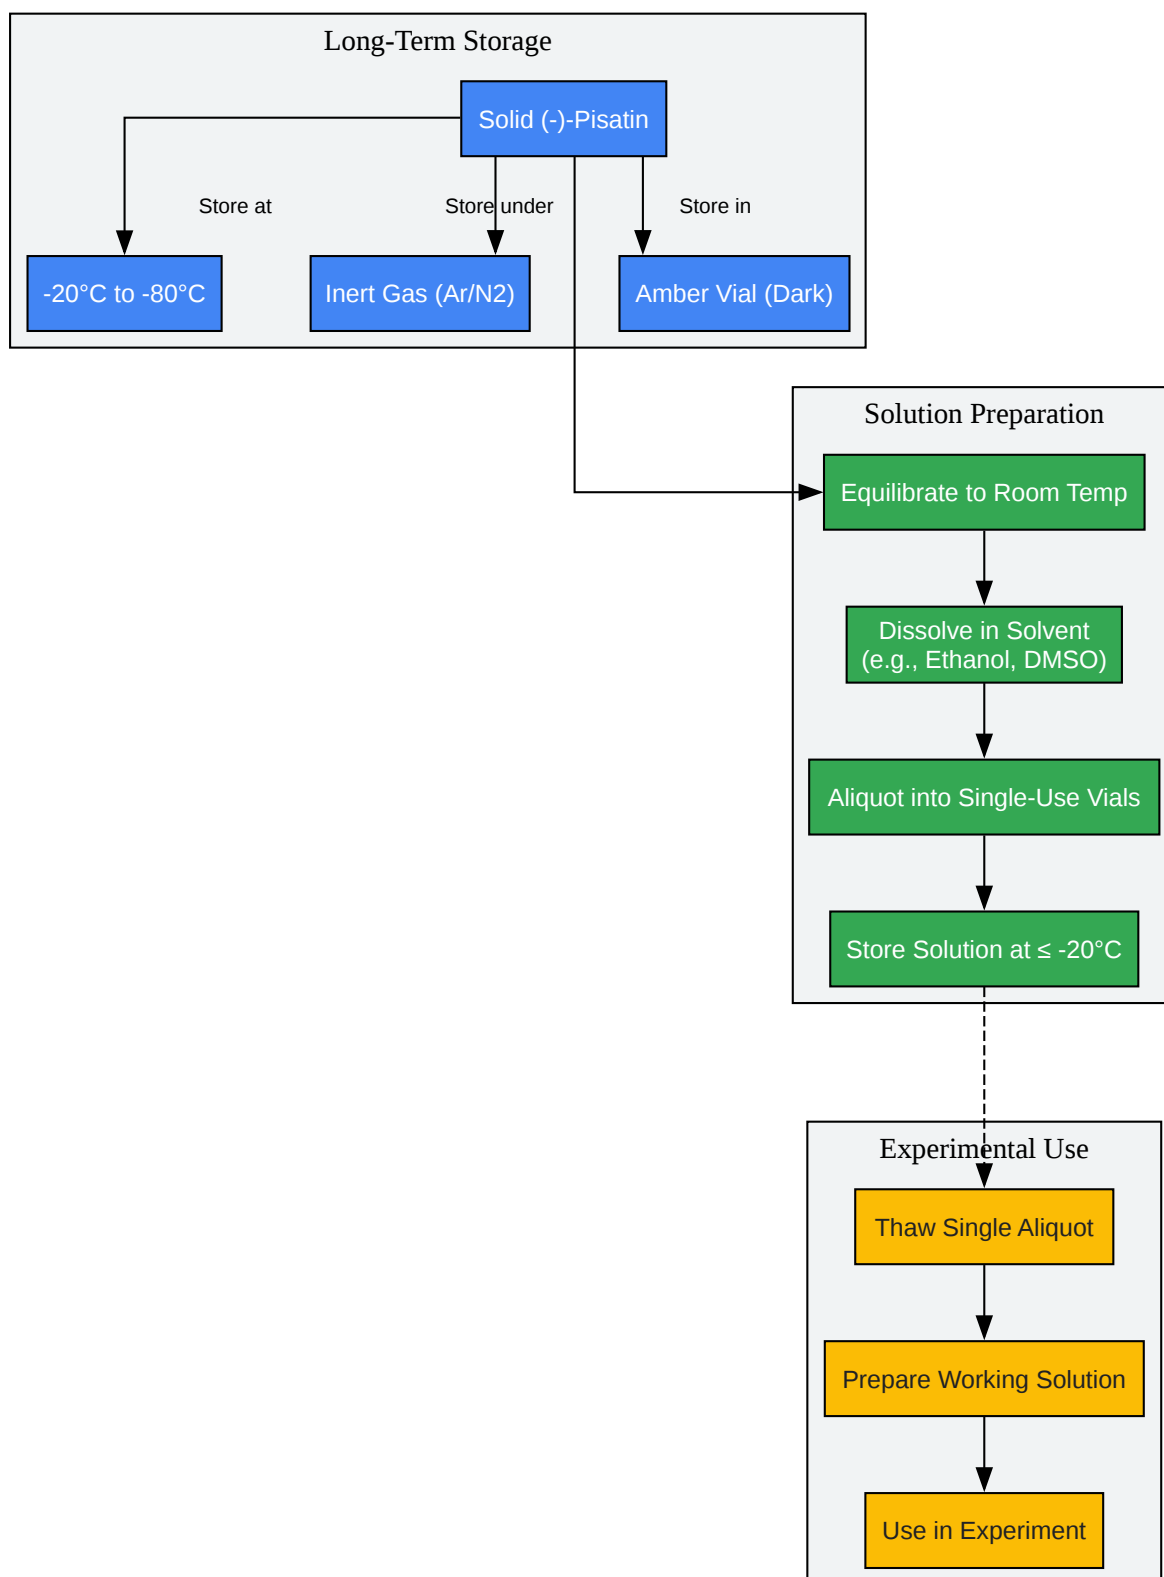 Long-Term Storage
Solid (-)-Pisatin
Store at
Store under
Store in
-20°C to -80°C
Inert Gas (Ar/N2)
Amber Vial (Dark)
Solution Preparation
Equilibrate to Room Temp
Dissolve in Solvent
(e.g., Ethanol, DMSO)
Aliquot into Single-Use Vials
Store Solution at ≤ -20°C
Experimental Use
Thaw Single Aliquot
Prepare Working Solution
Use in Experiment